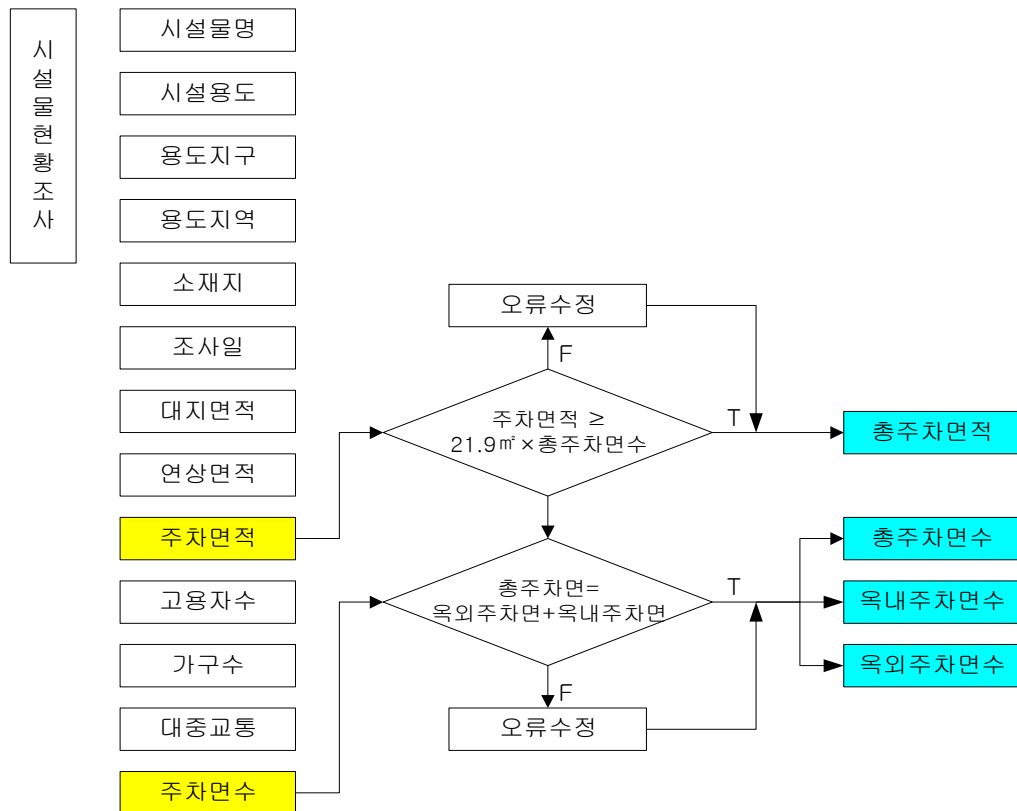 시설물현황조사
시설물명
시설용도
용도지구
용도지역
소재지
조사일
대지면적
연상면적
주차면적
고용자수
가구수
대중교통
주차면수
오류수정
F
주차면적 ≥
21.9㎡×총주차면수
T
총주차면적
총주차면=
옥외주차면+옥내주차면
T
F
오류수정
총주차면수
옥내주차면수
옥외주차면수